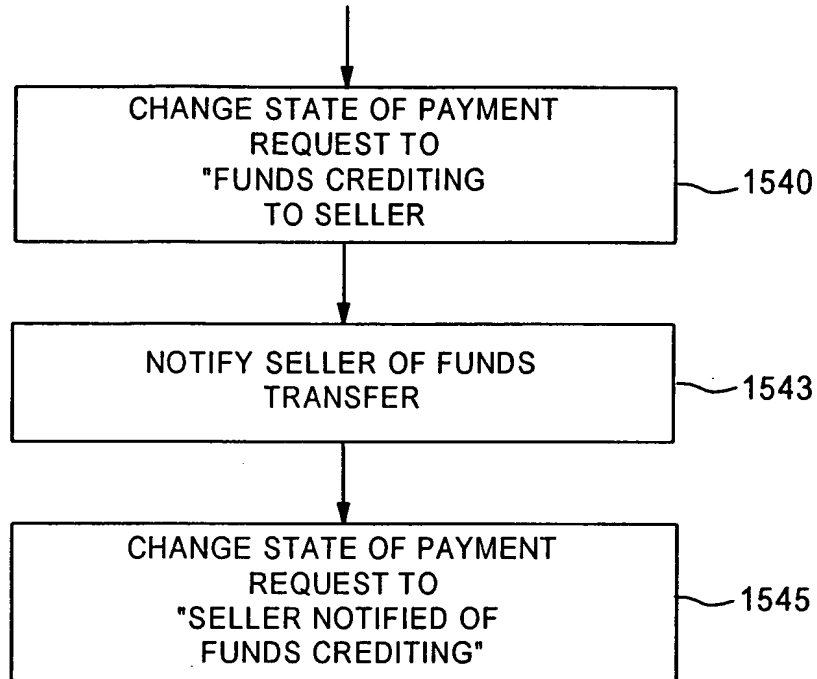 CHANGE STATE OF PAYMENT
REQUEST TO
"FUNDS CREDITING
TO SELLER
1540
NOTIFY SELLER OF FUNDS
TRANSFER
1543
CHANGE STATE OF PAYMENT
REQUEST TO
"SELLER NOTIFIED OF
FUNDS CREDITING"
1545